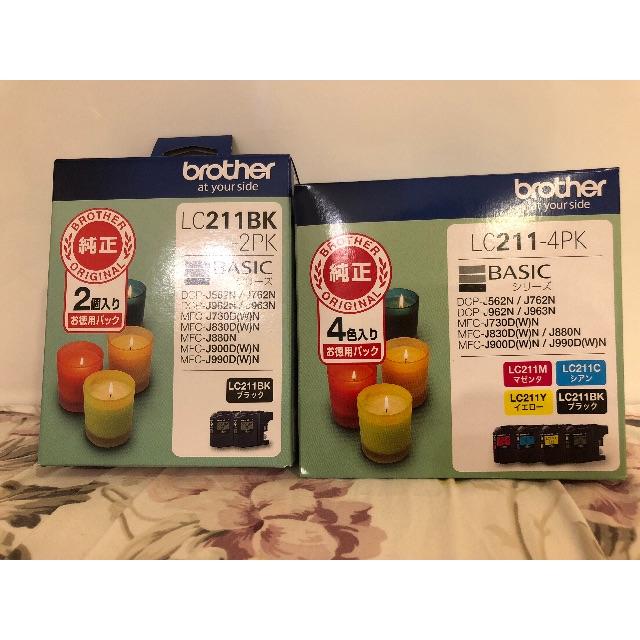 brother
at your side
LC211BK
-2PK
BROTHER
純正
ORIGINAL
2個入り
お徳用パック
BASIC
シリーズ
DCP-J562N / J762N
DCP-J962N / J963N
MFC-J730D(W)N
MFC-J830D(W)N
MFC-J880N
MFC-J900D(W)N
MFC-J990D(W)N
LC211BK
ブラック
brother
at your side
LC211-4PK
BROTHER
純正
ORIGINAL
4色入り
お徳用パック
BASIC
シリーズ
DCP-J562N / J762N
DCP-J962N / J963N
MFC-J730D(W)N
MFC-J830D(W)N / J880N
MFC-J900D(W)N / J990D(W)N
LC211M
マゼンタ
LC211C
シアン
LC211Y
イエロー
LC211BK
ブラック